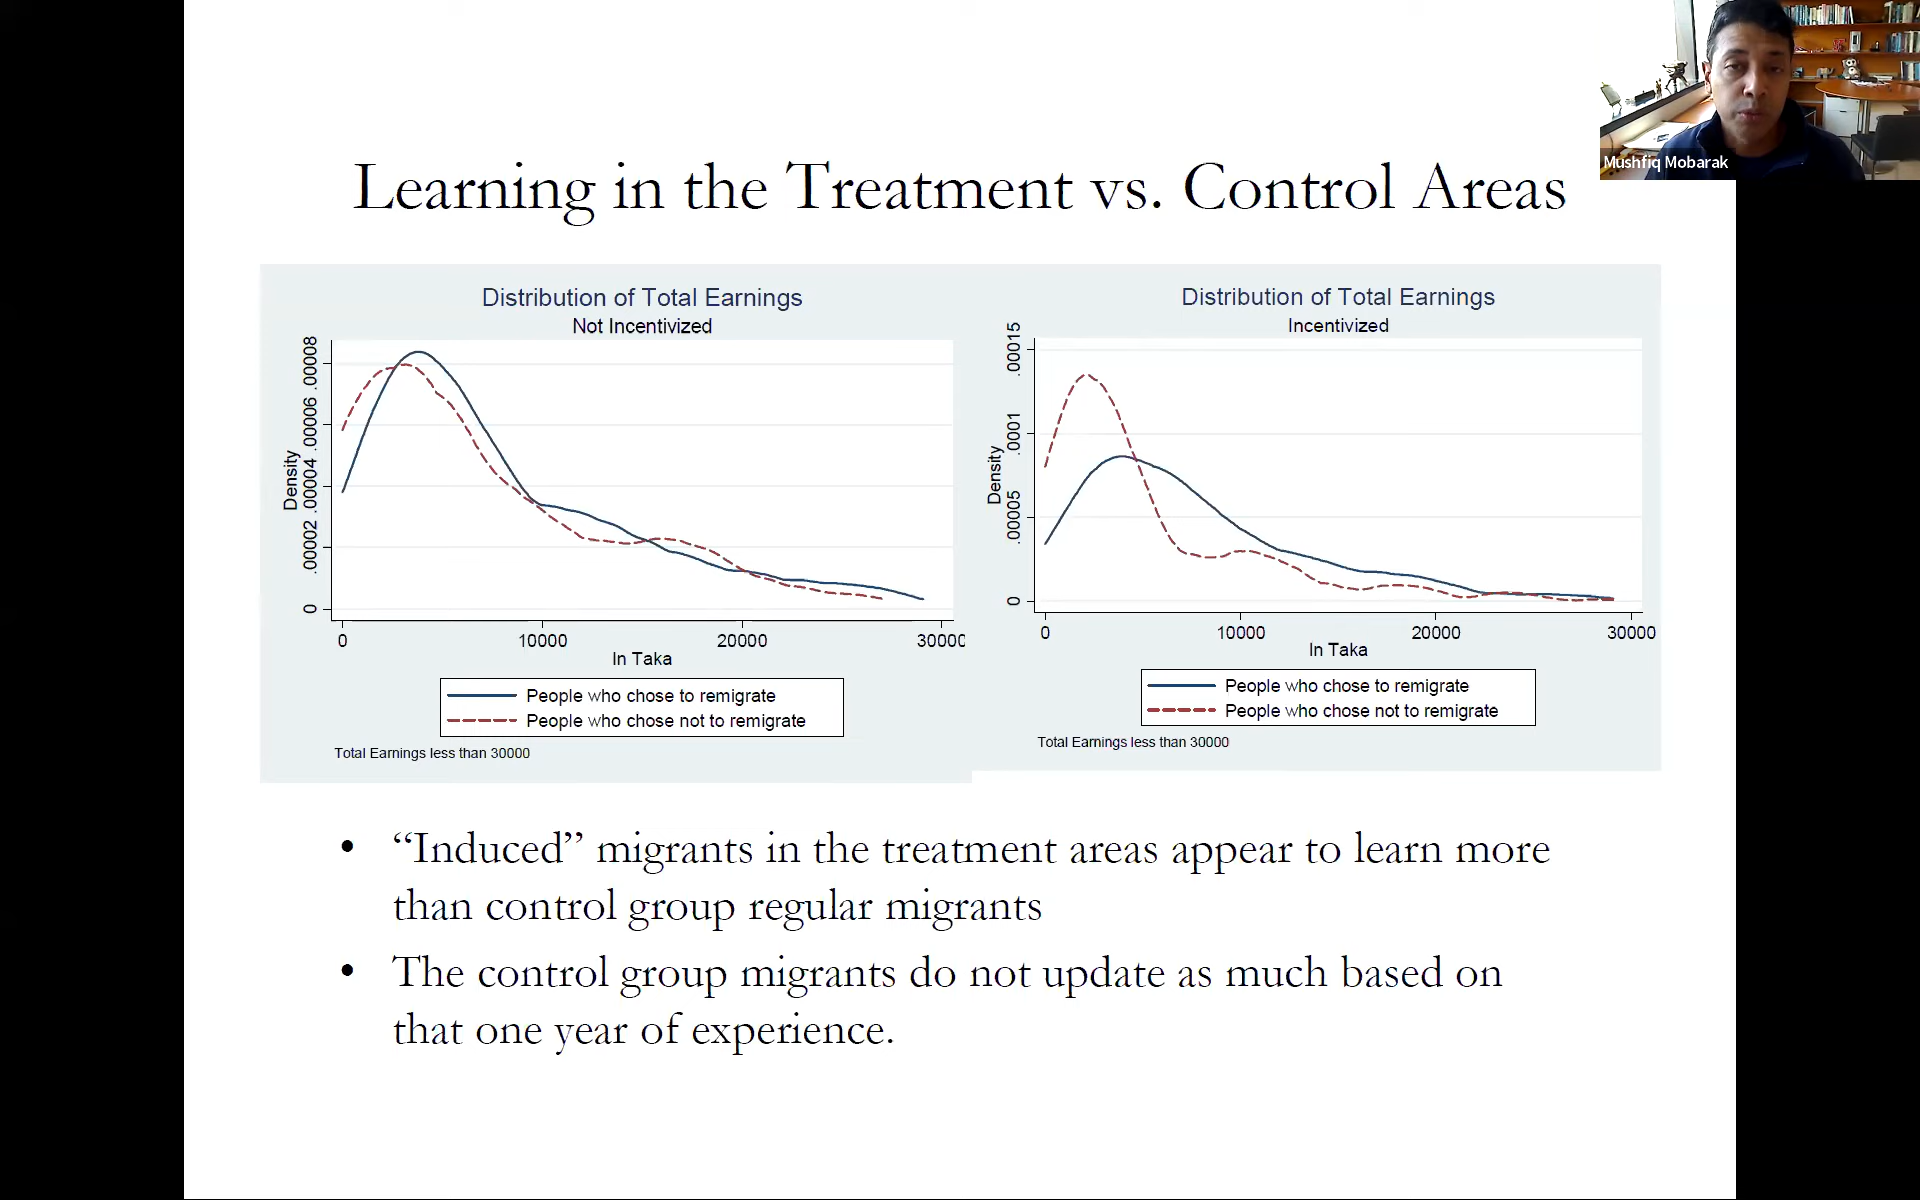 Mushfiq Mobarak
Learning in the Treatment vs. Control Areas
Distribution of Total Earnings
Not Incentivized
Density
0 .00002 .00004 .00006 .00008
0 10000 20000 30000
In Taka
People who chose to remigrate
People who chose not to remigrate
Total Earnings less than 30000
Distribution of Total Earnings
Incentivized
Density
0 .00005 .0001 .00015
0 10000 20000 30000
In Taka
People who chose to remigrate
People who chose not to remigrate
Total Earnings less than 30000
• “Induced” migrants in the treatment areas appear to learn more
than control group regular migrants
• The control group migrants do not update as much based on
that one year of experience.